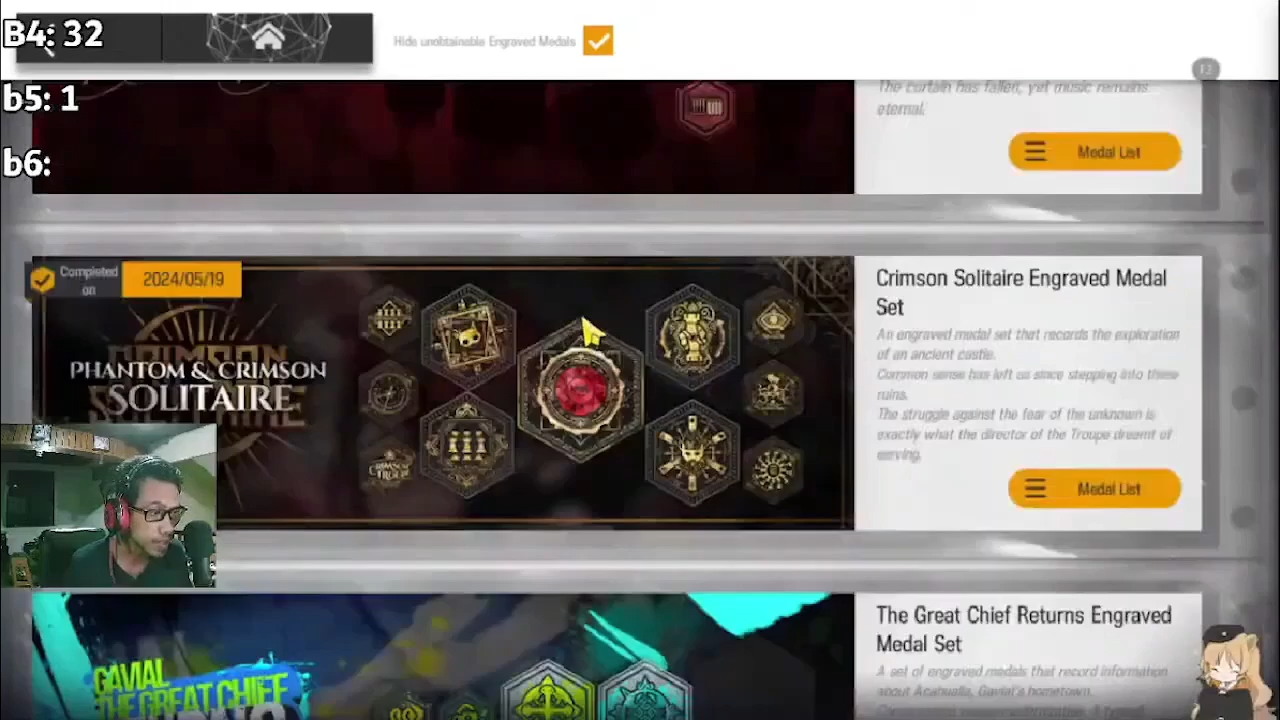 B4: 32
Hide unobtainable Engraved Medals
b5: 1
b6:
The curtain has fallen, yet music remains
eternal.
Medal List
Completed
on
2024/05/19
PHANTOM & CRIMSON
SOLITAIRE
Crimson Solitaire Engraved Medal
Set
An engraved medal set that records the exploration
of an ancient castle.
Common sense has left us since stepping into these
ruins.
The struggle against the fear of the unknown is
exactly what the director of the Troupe dreamt of
serving.
Medal List
GAVIAL
THE GREAT CHIEF
The Great Chief Returns Engraved
Medal Set
A set of engraved medals that record information
about Acahualla, Gavial's hometown.